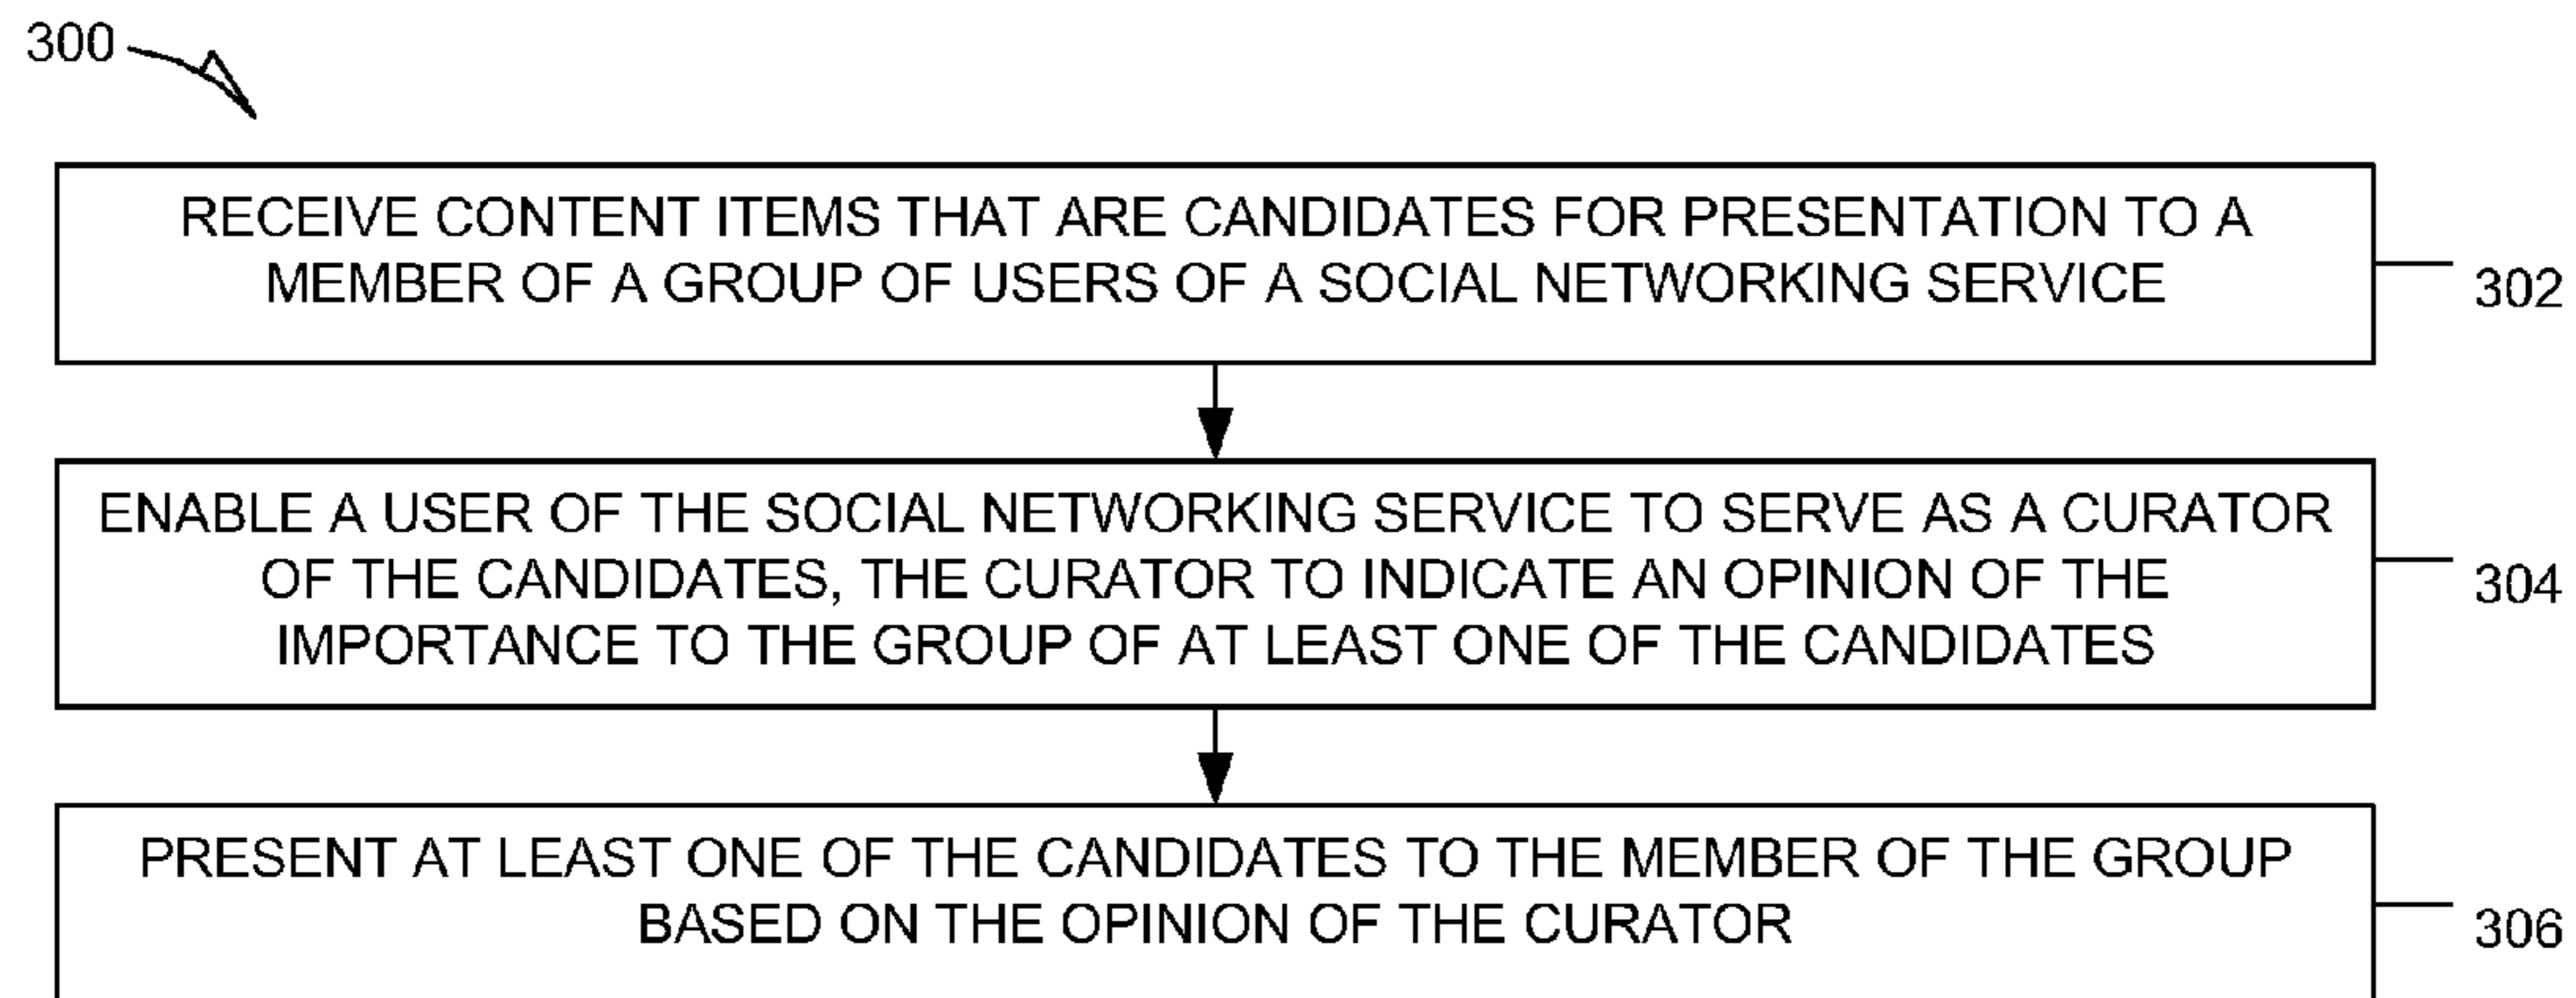 300
RECEIVE CONTENT ITEMS THAT ARE CANDIDATES FOR PRESENTATION TO A
MEMBER OF A GROUP OF USERS OF A SOCIAL NETWORKING SERVICE
302
ENABLE A USER OF THE SOCIAL NETWORKING SERVICE TO SERVE AS A CURATOR
OF THE CANDIDATES, THE CURATOR TO INDICATE AN OPINION OF THE
IMPORTANCE TO THE GROUP OF AT LEAST ONE OF THE CANDIDATES
304
PRESENT AT LEAST ONE OF THE CANDIDATES TO THE MEMBER OF THE GROUP
BASED ON THE OPINION OF THE CURATOR
306